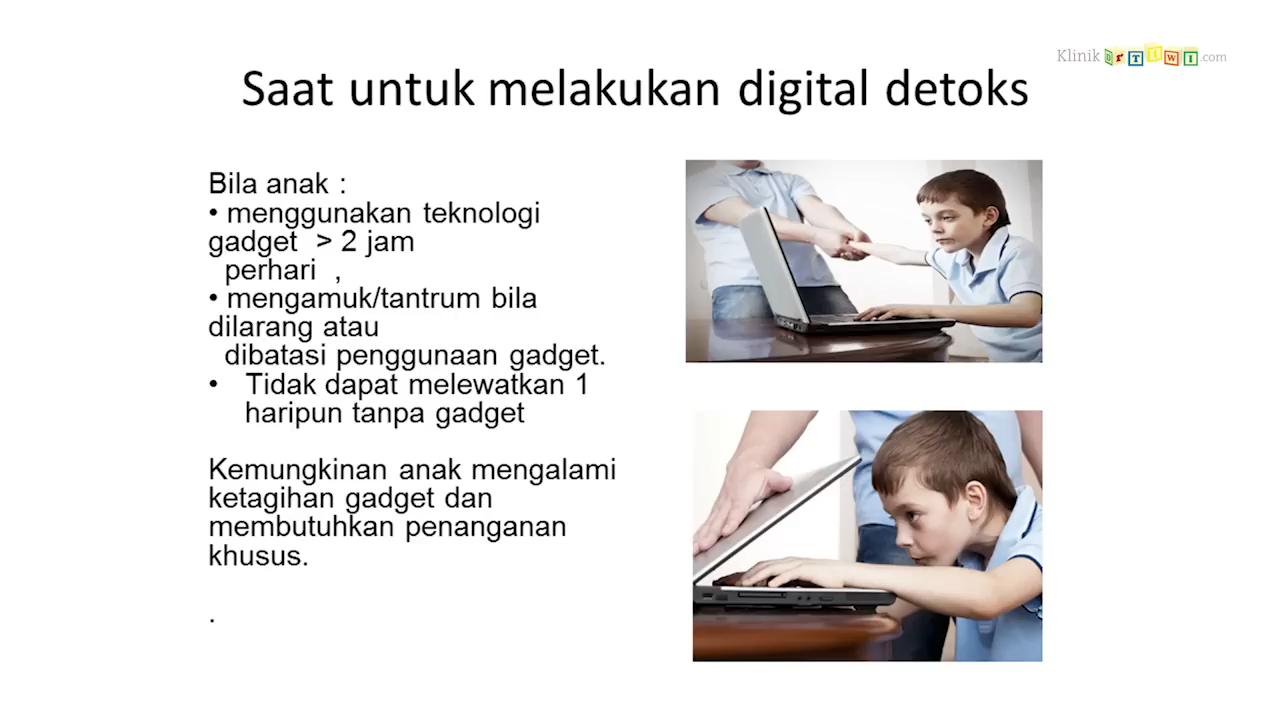 Klinik DrTIWI.com
Saat untuk melakukan digital detoks
Bila anak :
• menggunakan teknologi
gadget > 2 jam
perhari ,
• mengamuk/tantrum bila
dilarang atau
dibatasi penggunaan gadget.
• Tidak dapat melewatkan 1
haripun tanpa gadget
Kemungkinan anak mengalami
ketagihan gadget dan
membutuhkan penanganan
khusus.
.